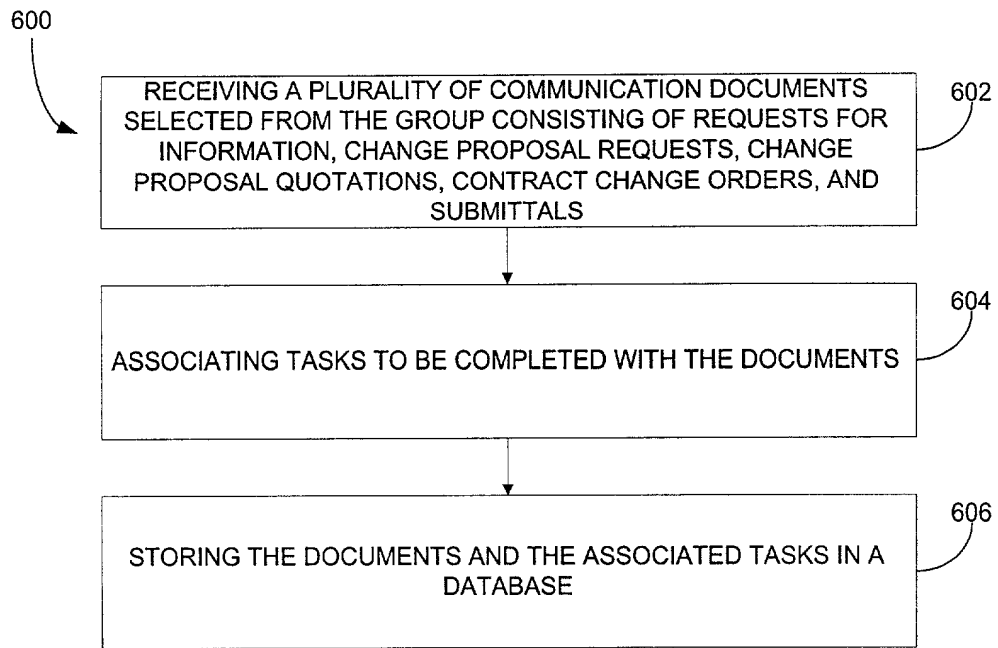 600
RECEIVING A PLURALITY OF COMMUNICATION DOCUMENTS
SELECTED FROM THE GROUP CONSISTING OF REQUESTS FOR
INFORMATION, CHANGE PROPOSAL REQUESTS, CHANGE
PROPOSAL QUOTATIONS, CONTRACT CHANGE ORDERS, AND
SUBMITTALS
602
ASSOCIATING TASKS TO BE COMPLETED WITH THE DOCUMENTS
604
STORING THE DOCUMENTS AND THE ASSOCIATED TASKS IN A
DATABASE
606